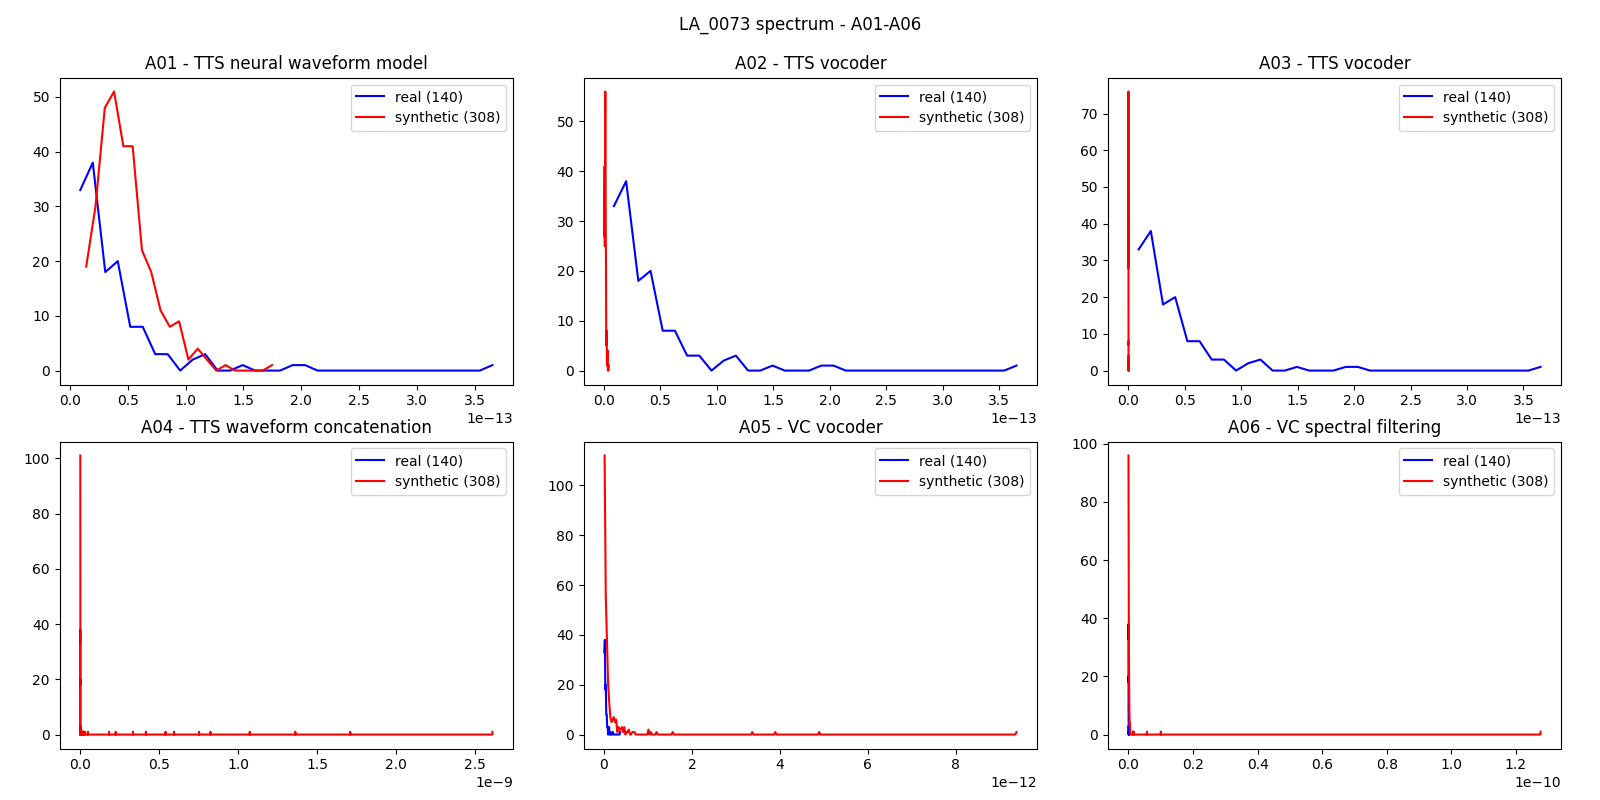 LA_0073 spectrum - A01-A06
A01 - TTS neural waveform model
50
40
30
20
10
0
real (140)
synthetic (308)
0.0 0.5 1.0 1.5 2.0 2.5 3.0 3.5
1e−13
A02 - TTS vocoder
50
40
30
20
10
0
real (140)
synthetic (308)
0.0 0.5 1.0 1.5 2.0 2.5 3.0 3.5
1e−13
A03 - TTS vocoder
70
60
50
40
30
20
10
0
real (140)
synthetic (308)
0.0 0.5 1.0 1.5 2.0 2.5 3.0 3.5
1e−13
A04 - TTS waveform concatenation
100
80
60
40
20
0
real (140)
synthetic (308)
0.0 0.5 1.0 1.5 2.0 2.5
1e−9
A05 - VC vocoder
100
80
60
40
20
0
real (140)
synthetic (308)
0 2 4 6 8
1e−12
A06 - VC spectral filtering
100
80
60
40
20
0
real (140)
synthetic (308)
0.0 0.2 0.4 0.6 0.8 1.0 1.2
1e−10